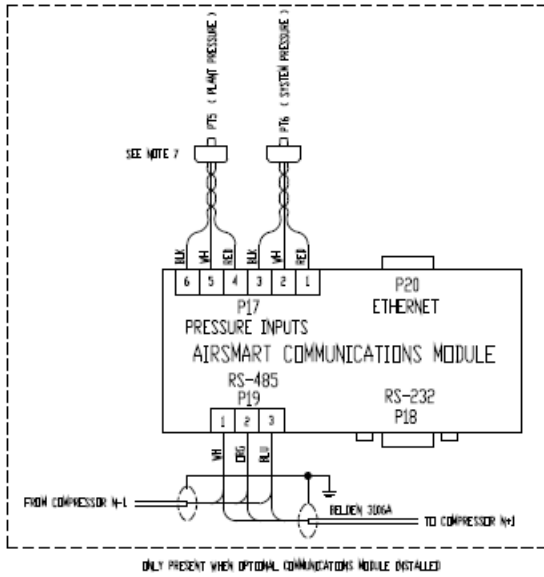 PT5 ( PLANT PRESSURE )
PT6 ( SYSTEM PRESSURE )
SEE NOTE 7
BLK WH RED BLK WH RED
6 5 4 3 2 1
P17
PRESSURE INPUTS
P20
ETHERNET
AIRSMART COMMUNICATIONS MODULE
RS-485
P19
RS-232
P18
1 2 3
WH ORG BLU
FROM COMPRESSOR N-1
BELDEN 3106A
TO COMPRESSOR N+1
ONLY PRESENT WHEN OPTIONAL COMMUNICATIONS MODULE INSTALLED